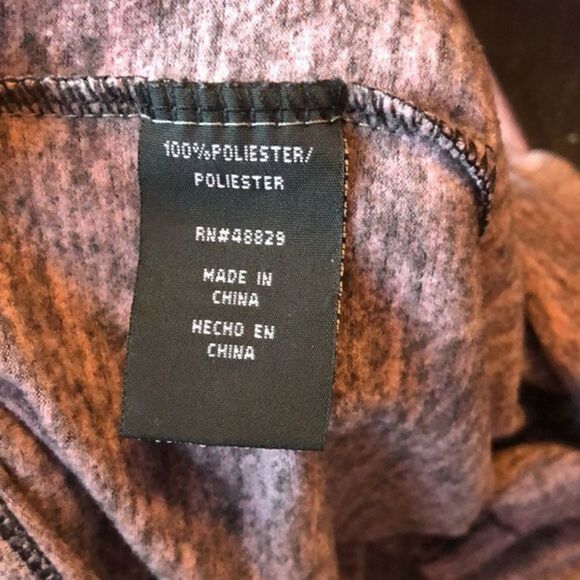 100%POLIESTER/
POLIESTER
RN#48829
MADE IN
CHINA
HECHO EN
CHINA